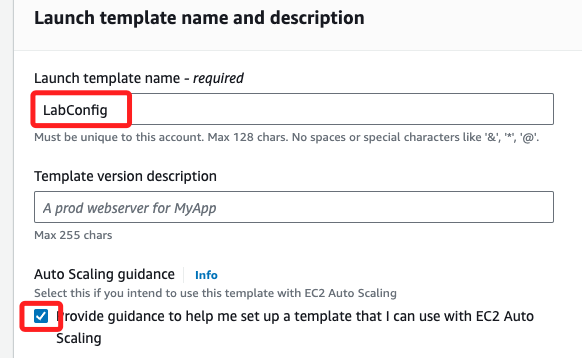 Launch template name and description
Launch template name - required
LabConfig
Must be unique to this account. Max 128 chars. No spaces or special characters like '&', '*', '@'.
Template version description
A prod webserver for MyApp
Max 255 chars
Auto Scaling guidance Info
Select this if you intend to use this template with EC2 Auto Scaling
Provide guidance to help me set up a template that I can use with EC2 Auto
Scaling